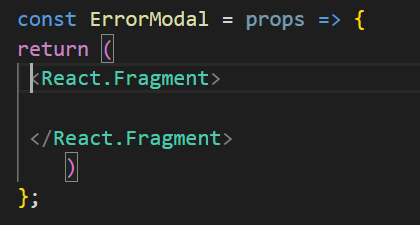 const ErrorModal = props => {
return (
<React.Fragment>
</React.Fragment>
)
};